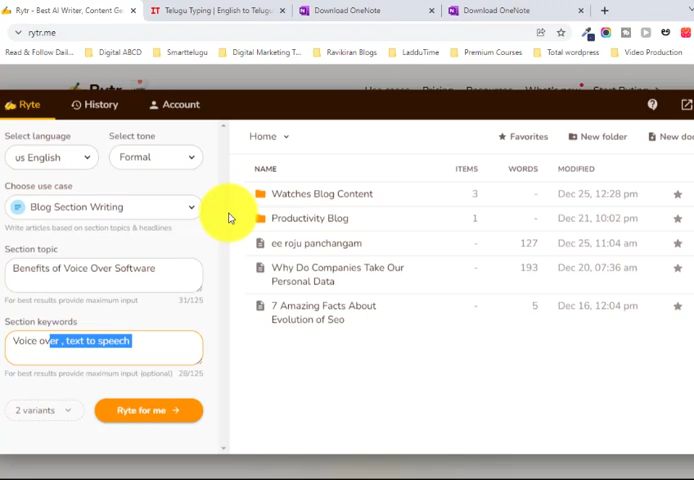 Rytr - Best AI Writer, Content Ge
Telugu Typing | English to Telugu
Download OneNote
Download OneNote
rytr.me
Read & Follow Dail...
Digital ABCD
Smarttelugu
Digital Marketing T...
Ravikiran Blogs
LadduTime
Premium Courses
Total wordpress
Video Production
Ryte
History
Account
Select language
Select tone
us English
Formal
Choose use case
Blog Section Writing
Write articles based on section topics & headlines
Section topic
Benefits of Voice Over Software
For best results provide maximum input
31/125
Section keywords
Voice over , text to speech
For best results provide maximum input (optional)
28/125
2 variants
Ryte for me
Home
Favorites
New folder
New doc
NAME
ITEMS
WORDS
MODIFIED
Watches Blog Content
3
-
Dec 25, 12:28 pm
Productivity Blog
1
-
Dec 21, 10:02 pm
ee roju panchangam
-
127
Dec 25, 11:04 am
Why Do Companies Take Our
Personal Data
-
193
Dec 20, 07:36 am
7 Amazing Facts About
Evolution of Seo
-
5
Dec 16, 12:04 pm